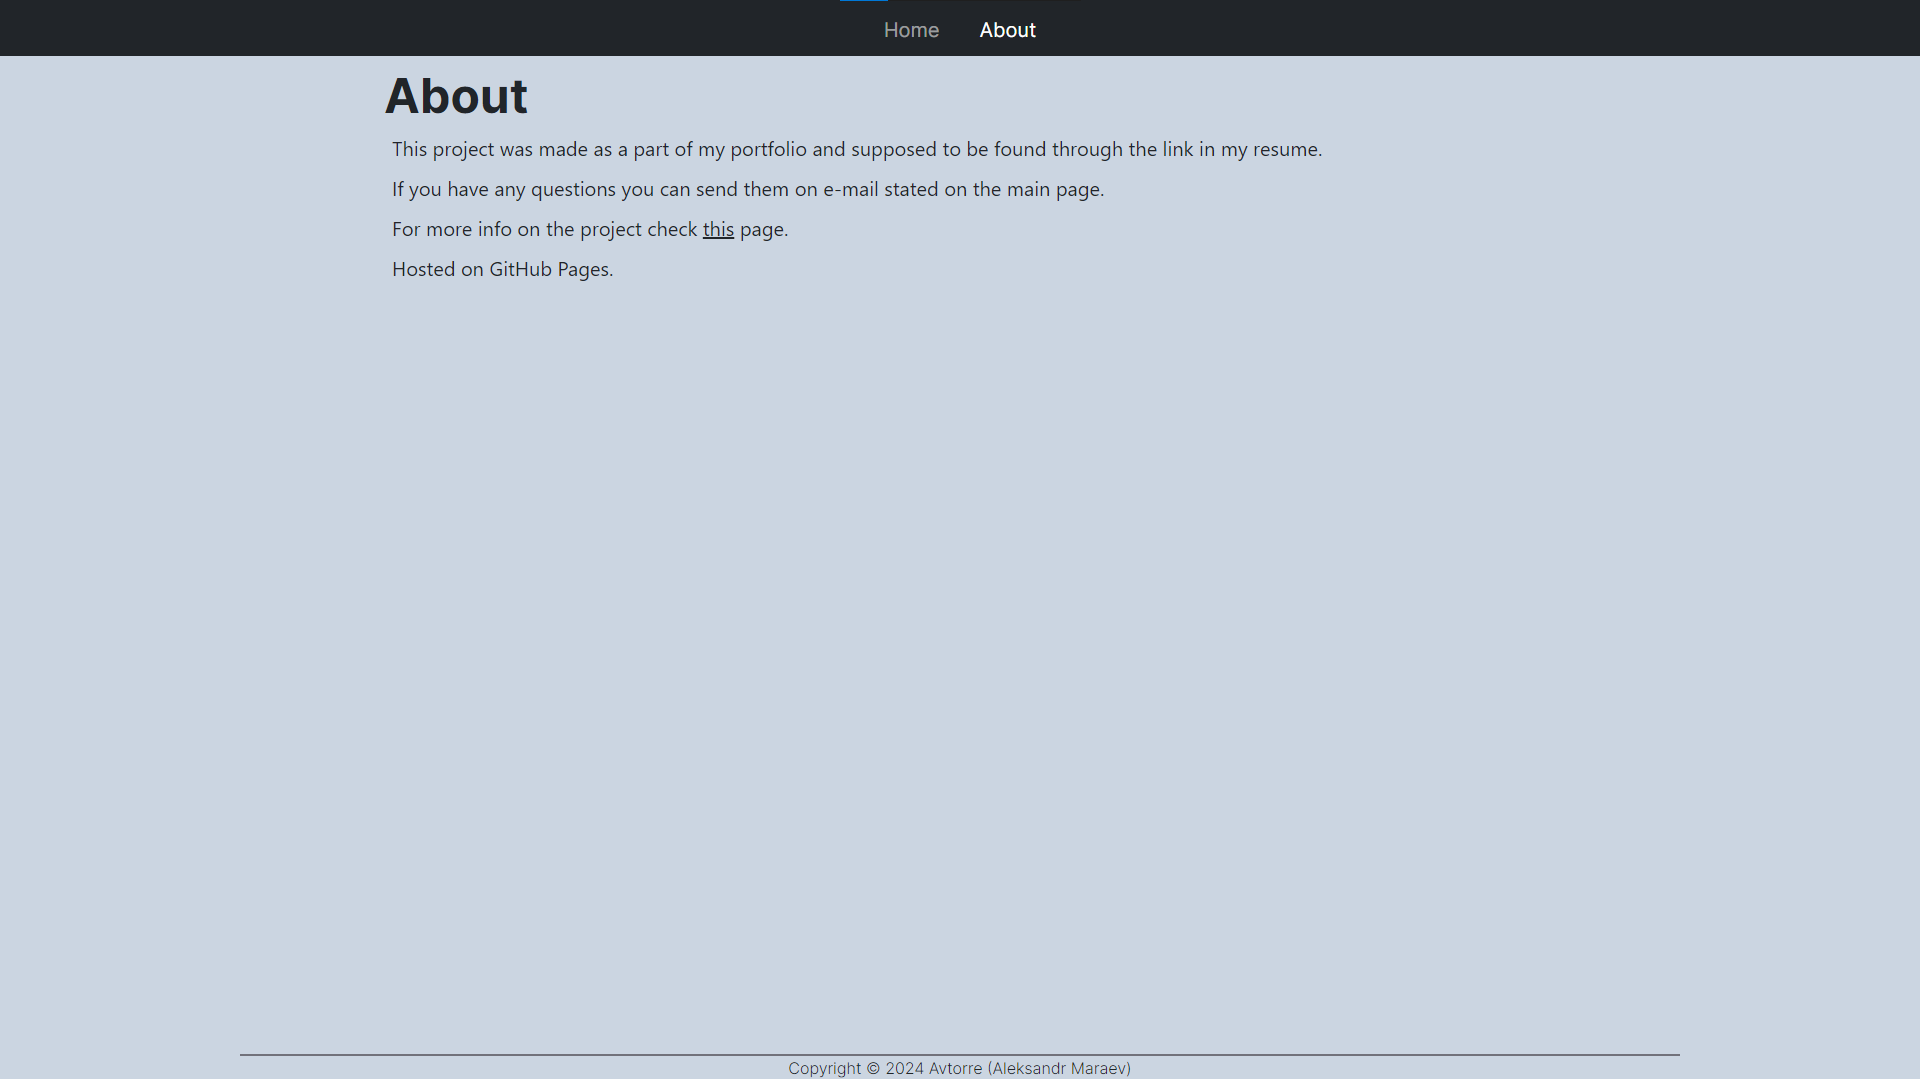 Home About
About
This project was made as a part of my portfolio and supposed to be found through the link in my resume.
If you have any questions you can send them on e-mail stated on the main page.
For more info on the project check this page.
Hosted on GitHub Pages.
Copyright © 2024 Avtorre (Aleksandr Maraev)